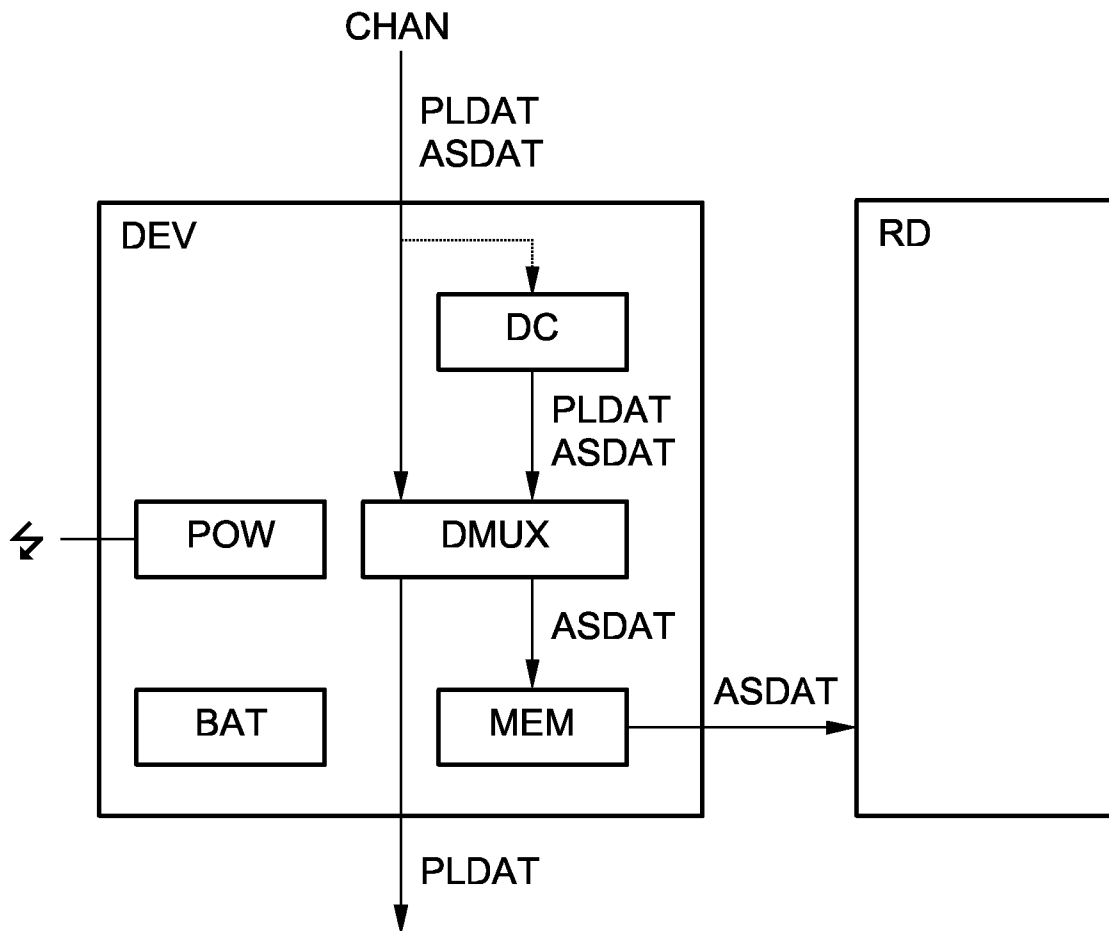 CHAN
PLDAT
ASDAT
DEV
RD
DC
PLDAT
ASDAT
POW
DMUX
ASDAT
BAT
MEM
ASDAT
PLDAT